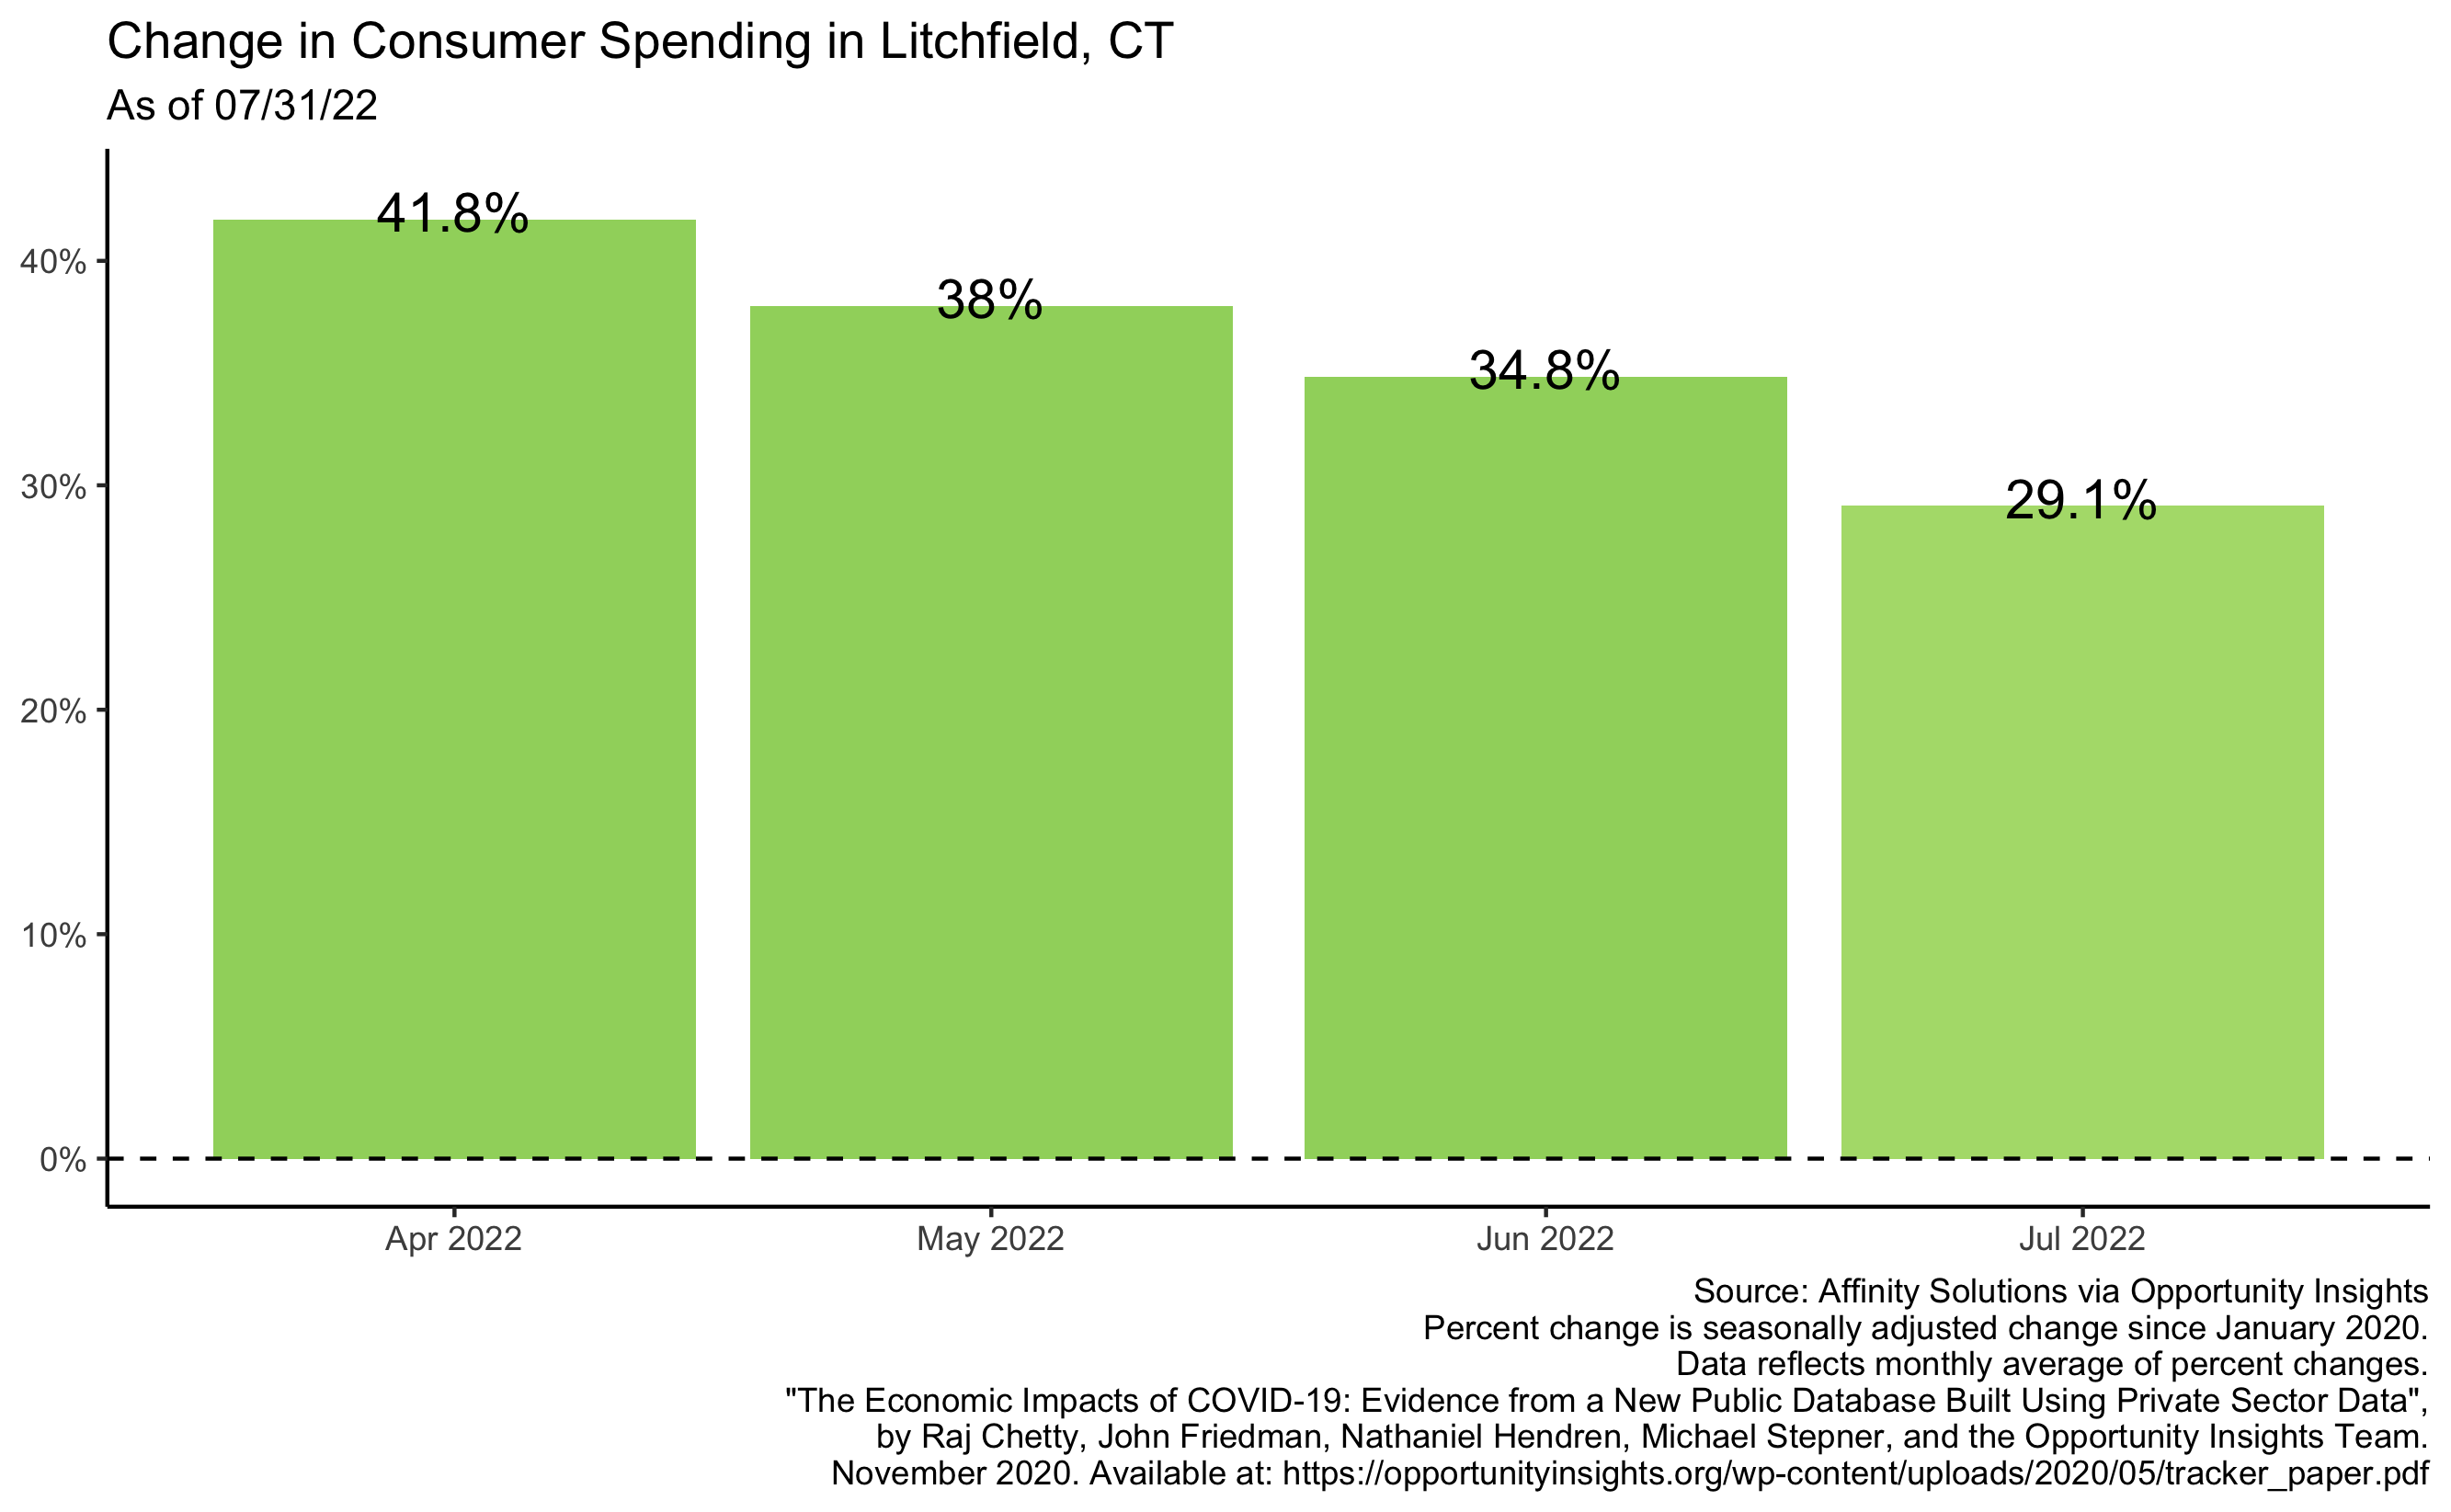 Change in Consumer Spending in Litchfield, CT
As of 07/31/22
41.8%
38%
34.8%
29.1%
40%
30%
20%
10%
0%
Apr 2022
May 2022
Jun 2022
Jul 2022
Source: Affinity Solutions via Opportunity Insights
Percent change is seasonally adjusted change since January 2020.
Data reflects monthly average of percent changes.
"The Economic Impacts of COVID-19: Evidence from a New Public Database Built Using Private Sector Data",
by Raj Chetty, John Friedman, Nathaniel Hendren, Michael Stepner, and the Opportunity Insights Team.
November 2020. Available at: https://opportunityinsights.org/wp-content/uploads/2020/05/tracker_paper.pdf